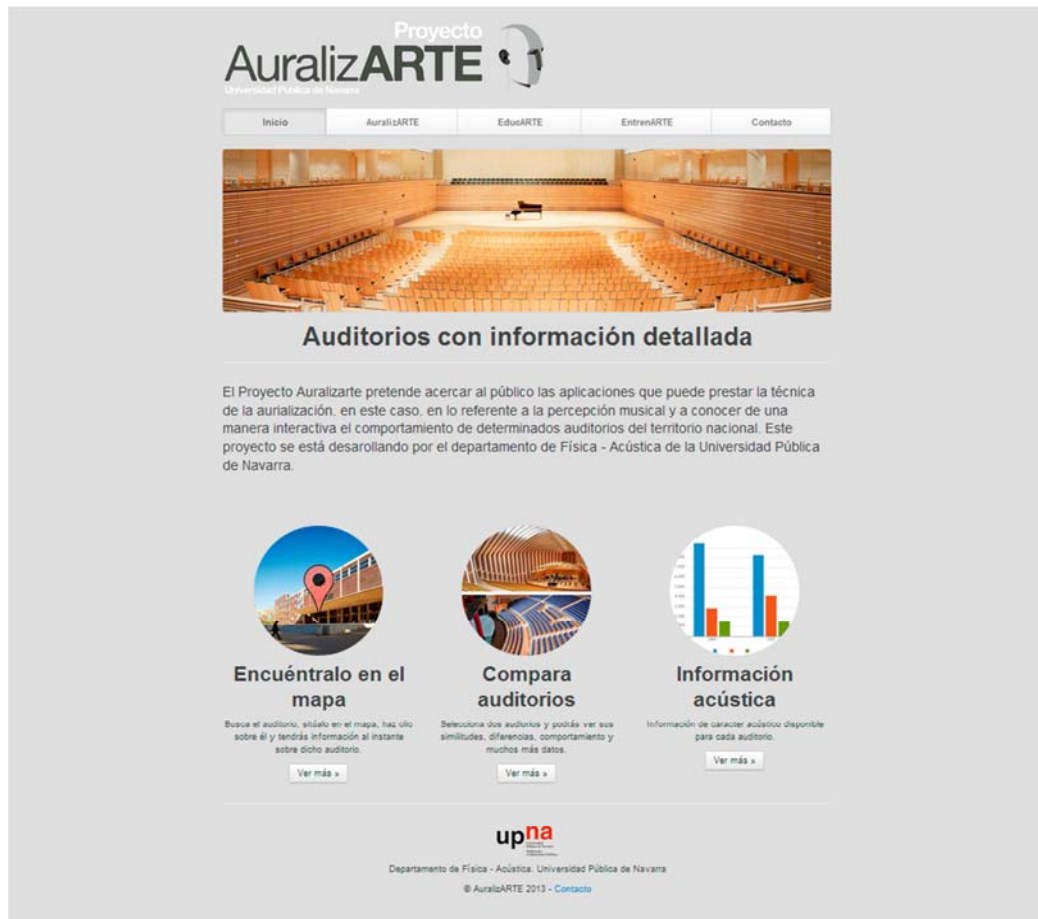 Proyecto
AuralizARTE
Universidad Pública de Navarra
Inicio
AuralizARTE
EducARTE
EntrenARTE
Contacto
Auditorios con información detallada
El Proyecto Auralizarte pretende acercar al público las aplicaciones que puede prestar la técnica
de la aurialización, en este caso, en lo referente a la percepción musical y a conocer de una
manera interactiva el comportamiento de determinados auditorios del territorio nacional. Este
proyecto se está desarollando por el departamento de Física - Acústica de la Universidad Pública
de Navarra.
Encuéntralo en el
mapa
Busca el auditorio, sitúalo en el mapa, haz clic
sobre él y tendrás información al instante
sobre dicho auditorio.
Ver más »
Compara
auditorios
Selecciona dos auditorios y podrás ver sus
similitudes, diferencias, comportamiento y
muchos más datos.
Ver más »
Información
acústica
Información de caracter acústico disponible
para cada auditorio.
Ver más »
upna
Departamento de Física - Acústica. Universidad Pública de Navarra
© AuralizARTE 2013 - Contacto